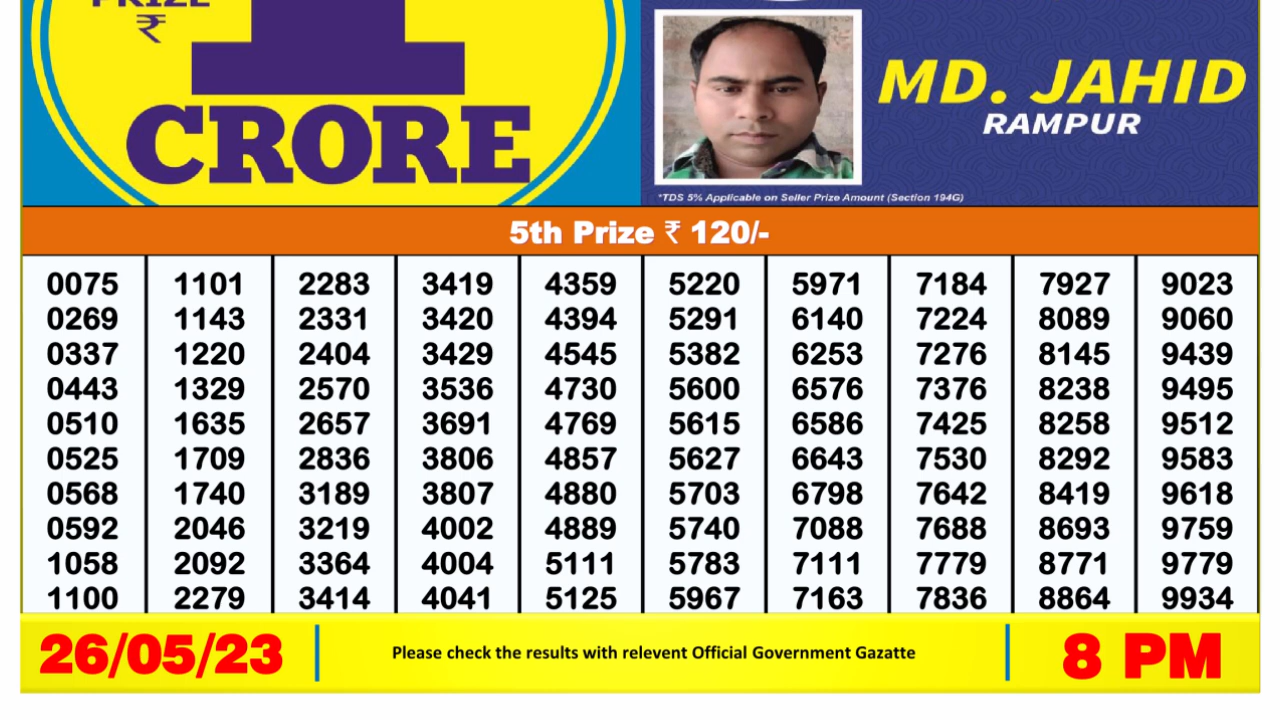 PRIZE
₹
1
CRORE
MD. JAHID
RAMPUR
*TDS 5% Applicable on Seller Prize Amount (Section 194G)
5th Prize ₹ 120/-
0075 1101 2283 3419 4359 5220 5971 7184 7927 9023
0269 1143 2331 3420 4394 5291 6140 7224 8089 9060
0337 1220 2404 3429 4545 5382 6253 7276 8145 9439
0443 1329 2570 3536 4730 5600 6576 7376 8238 9495
0510 1635 2657 3691 4769 5615 6586 7425 8258 9512
0525 1709 2836 3806 4857 5627 6643 7530 8292 9583
0568 1740 3189 3807 4880 5703 6798 7642 8419 9618
0592 2046 3219 4002 4889 5740 7088 7688 8693 9759
1058 2092 3364 4004 5111 5783 7111 7779 8771 9779
1100 2279 3414 4041 5125 5967 7163 7836 8864 9934
26/05/23 Please check the results with relevent Official Government Gazatte 8 PM